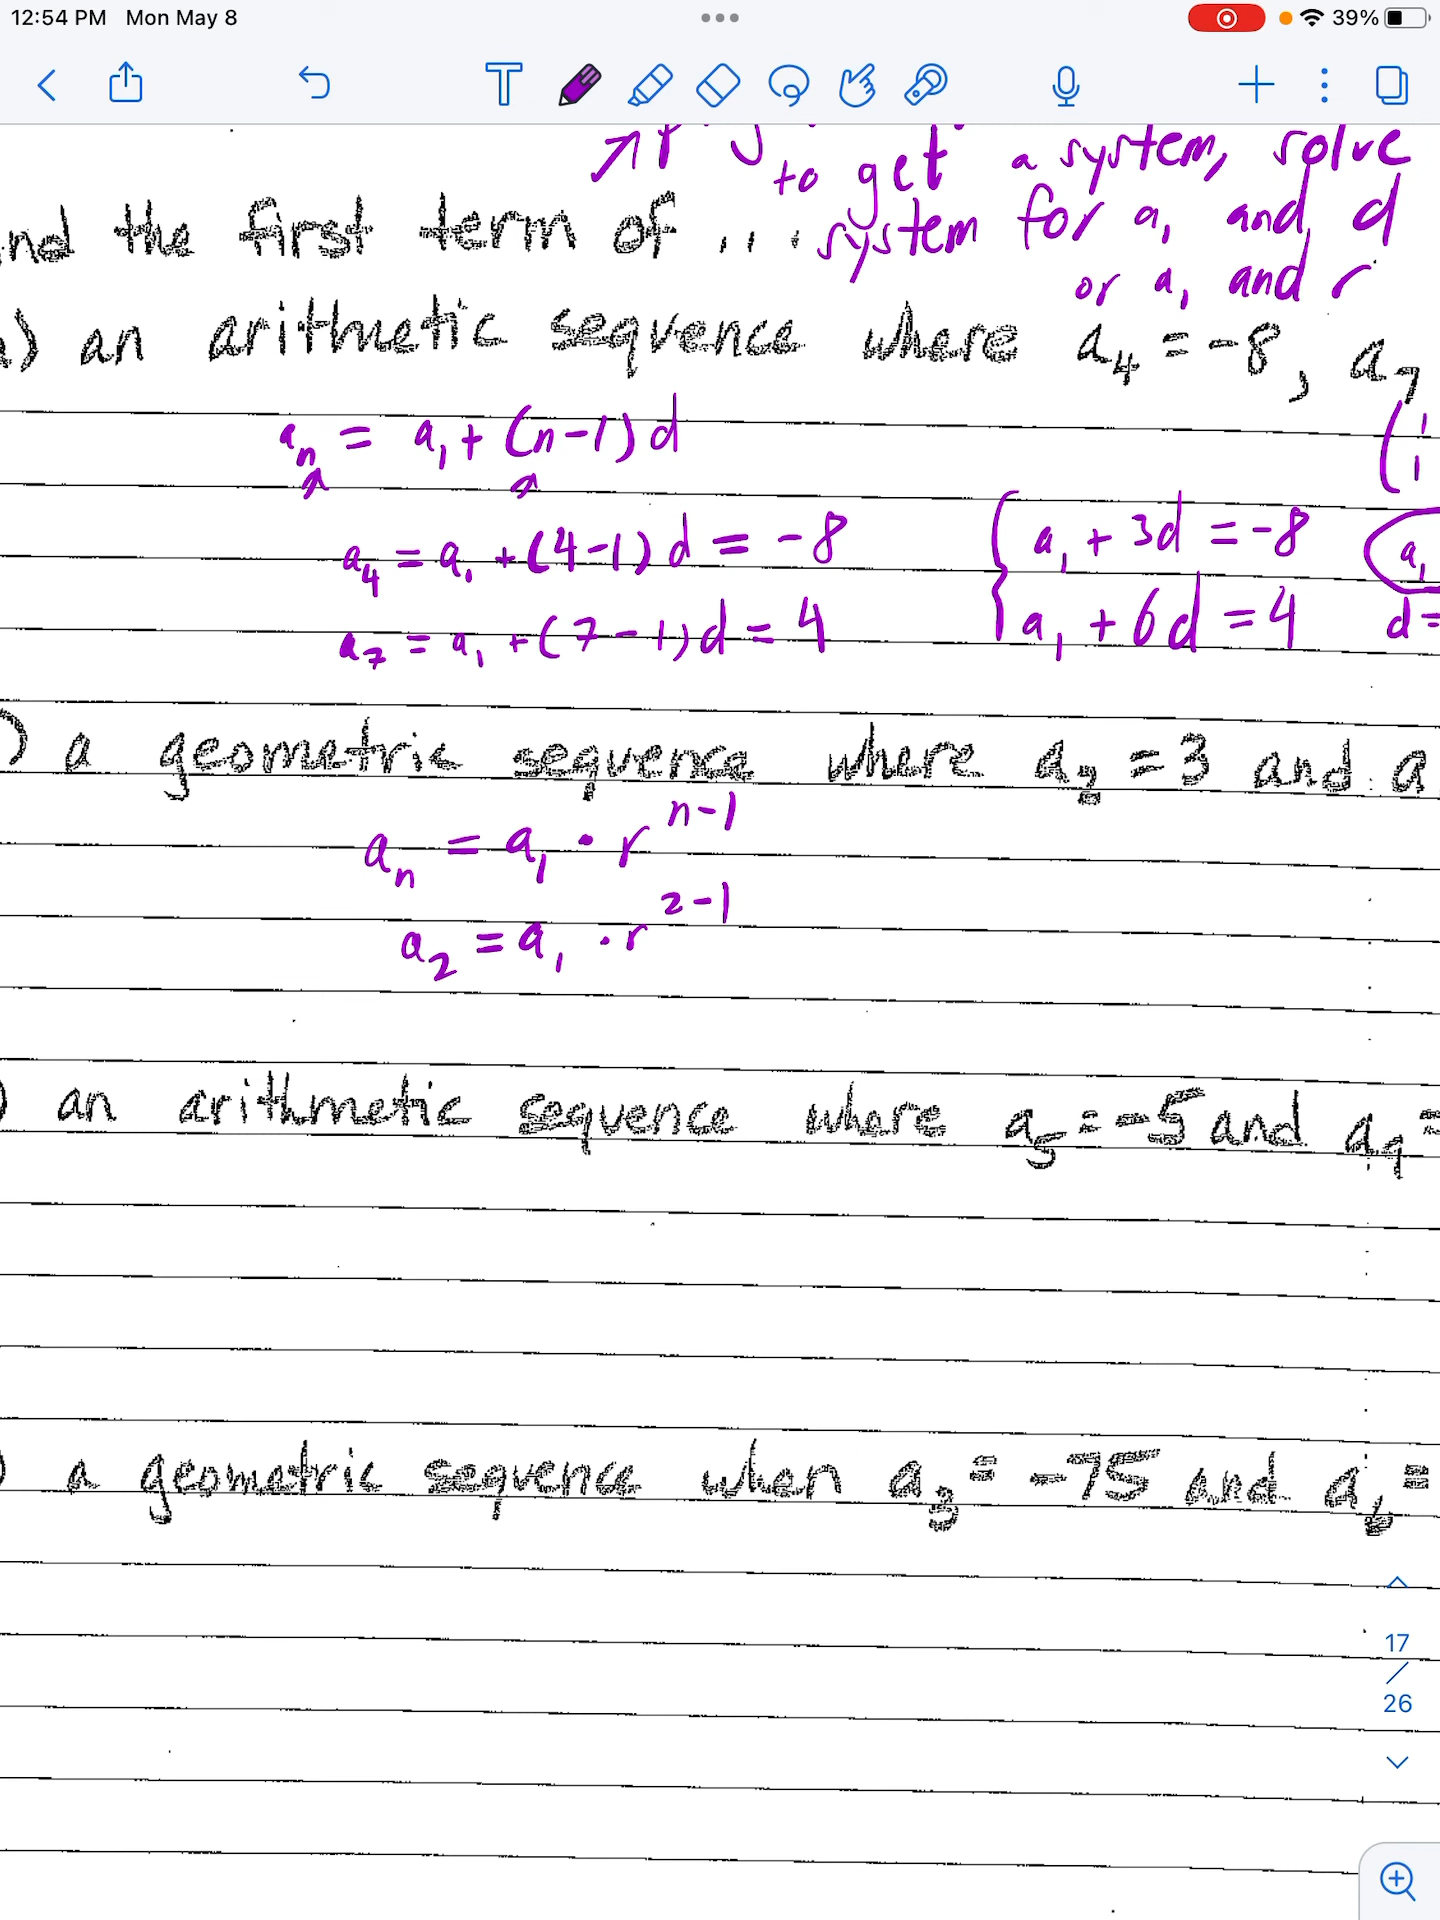 12:54 PM Mon May 8
39%
T
to get a system, solve
nd the first term of ... system for a₁ and d
or a₁ and r
a) an arithmetic sequence where a₄ = -8, a₇
aₙ = a₁ + (n-1)d
a₄ = a₁ + (4-1)d = -8
a₁ + 3d = -8
a₁
a₇ = a₁ + (7-1)d = 4
a₁ + 6d = 4
d =
) a geometric sequence where a₂ = 3 and a
aₙ = a₁ · rⁿ⁻¹
a₂ = a₁ · r²⁻¹
) an arithmetic sequence where a₅ = -5 and a₉ =
) a geometric sequence when a₃ = -75 and a₆ =
17
/
26